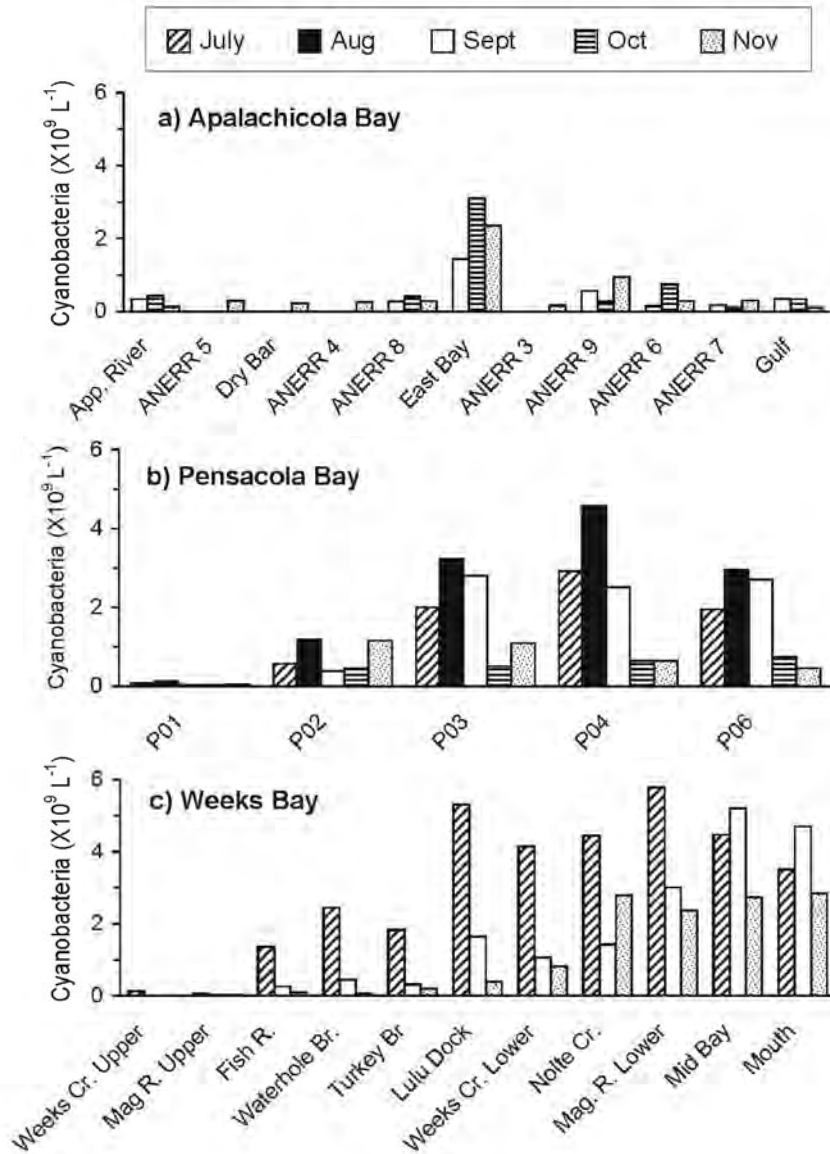 July Aug Sept Oct Nov
a) Apalachicola Bay
Cyanobacteria (X10⁹ L⁻¹)
6
4
2
0
App. River
ANERR 5
Dry Bar
ANERR 4
ANERR 8
East Bay
ANERR 3
ANERR 9
ANERR 6
ANERR 7
Gulf
b) Pensacola Bay
Cyanobacteria (X10⁹ L⁻¹)
6
4
2
0
P01
P02
P03
P04
P06
c) Weeks Bay
Cyanobacteria (X10⁹ L⁻¹)
6
4
2
0
Weeks Cr. Upper
Mag R. Upper
Fish R.
Waterhole Br.
Turkey Br
Lulu Dock
Weeks Cr. Lower
Nolte Cr.
Mag. R. Lower
Mid Bay
Mouth